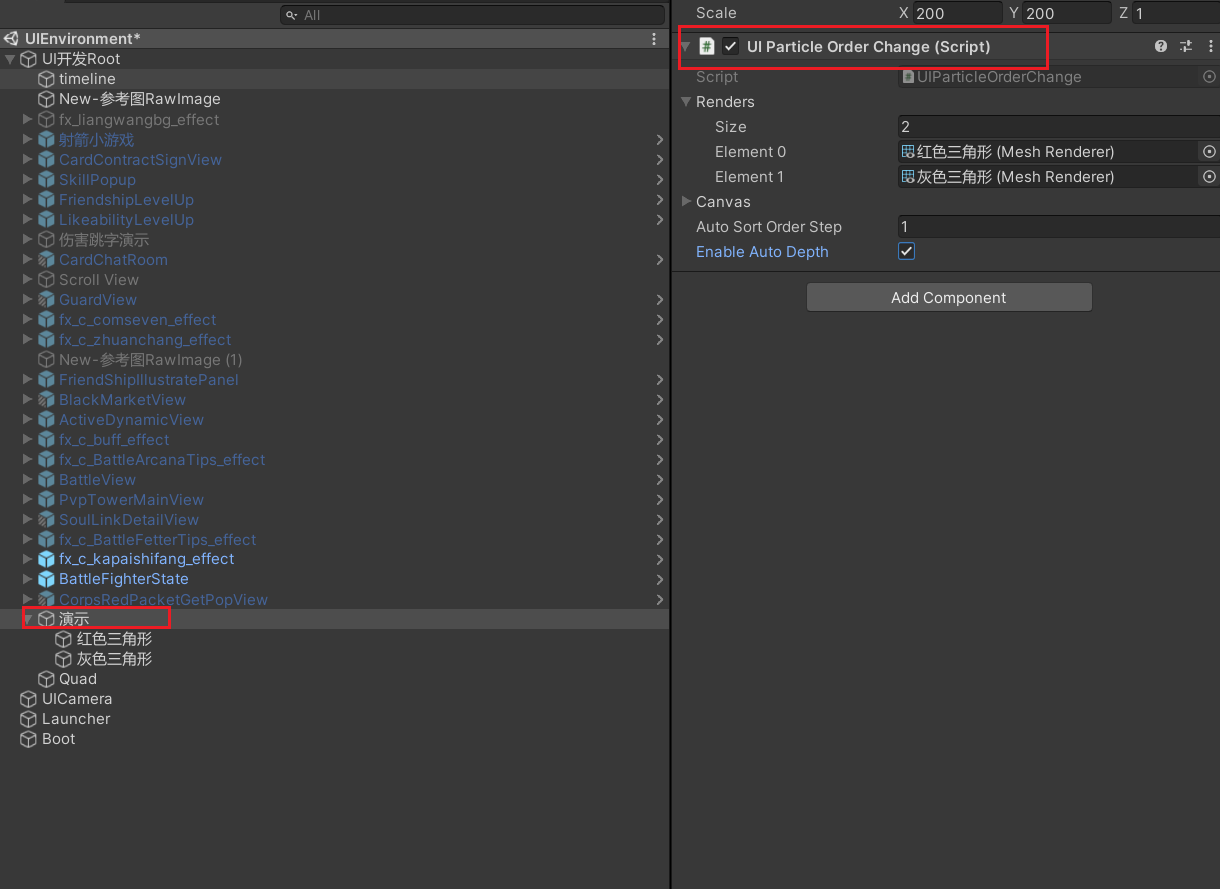 All
UIEnvironment*
UI开发Root
timeline
New-参考图RawImage
fx_liangwangbg_effect
射箭小游戏
CardContractSignView
SkillPopup
FriendshipLevelUp
LikeabilityLevelUp
伤害跳字演示
CardChatRoom
Scroll View
GuardView
fx_c_comseven_effect
fx_c_zhuanchang_effect
New-参考图RawImage (1)
FriendShipIllustratePanel
BlackMarketView
ActiveDynamicView
fx_c_buff_effect
fx_c_BattleArcanaTips_effect
BattleView
PvpTowerMainView
SoulLinkDetailView
fx_c_BattleFetterTips_effect
fx_c_kapaishifang_effect
BattleFighterState
CorpsRedPacketGetPopView
演示
红色三角形
灰色三角形
Quad
UICamera
Launcher
Boot
Scale X 200 Y 200 Z 1
# UI Particle Order Change (Script)
Script # UIParticleOrderChange
Renders
Size 2
Element 0 红色三角形 (Mesh Renderer)
Element 1 灰色三角形 (Mesh Renderer)
Canvas
Auto Sort Order Step 1
Enable Auto Depth
Add Component